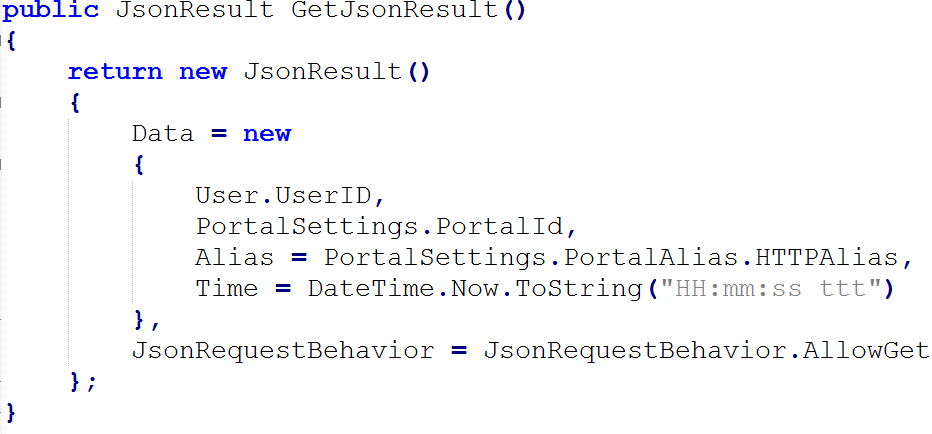 public JsonResult GetJsonResult()
{
    return new JsonResult()
    {
        Data = new
        {
            User.UserID,
            PortalSettings.PortalId,
            Alias = PortalSettings.PortalAlias.HTTPAlias,
            Time = DateTime.Now.ToString("HH:mm:ss ttt")
        },
        JsonRequestBehavior = JsonRequestBehavior.AllowGet
    };
}